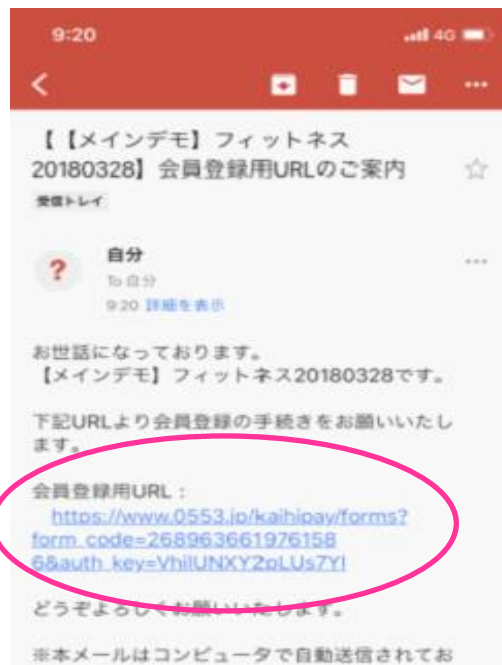 9:20
4G
【【メインデモ】フィットネス
20180328】会員登録用URLのご案内
受信トレイ
?
自分
To 自分
9:20 詳細を表示
お世話になっております。
【メインデモ】フィットネス20180328です。
下記URLより会員登録の手続きをお願いいたし
ます。
会員登録用URL：
https://www.0553.jp/kaihipay/forms?
form_code=268963661976158
6&auth_key=VhilUNXY2pLUs7YI
どうぞよろしくお願いいたします。
※本メールはコンピュータで自動送信されてお